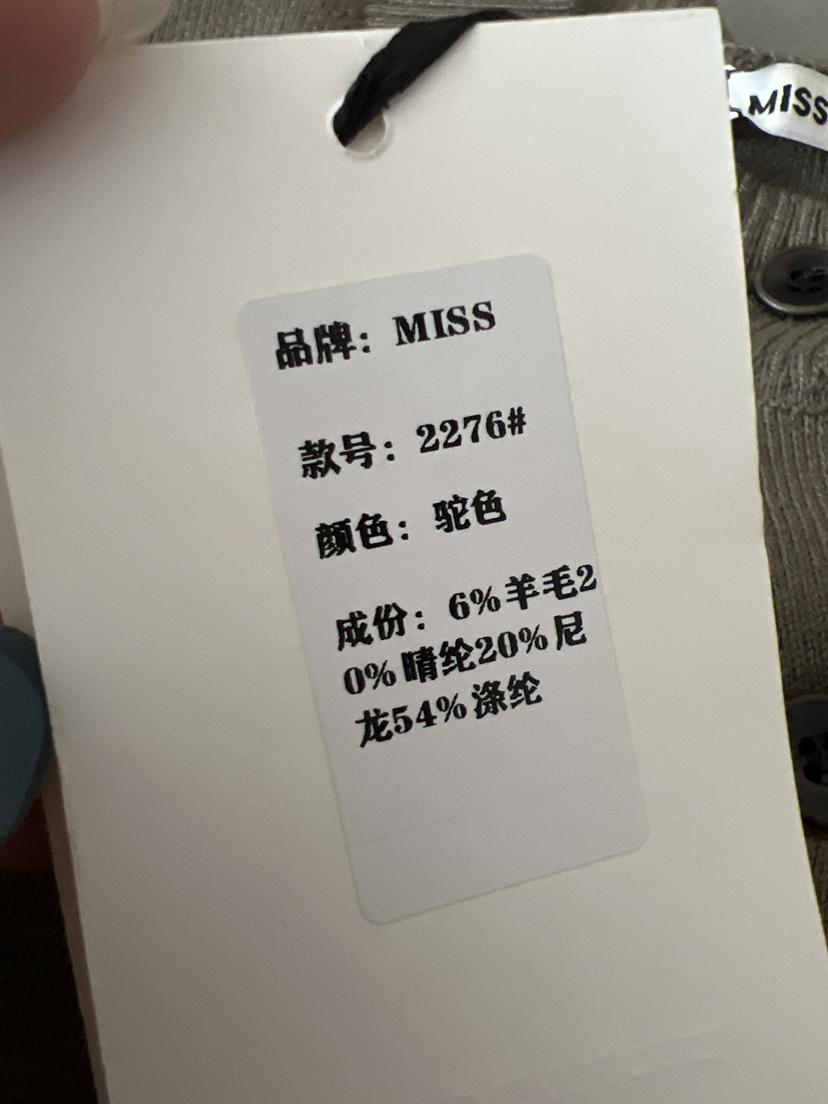 品牌：MISS
款号：2276#
颜色：驼色
成份：6%羊毛2
0%晴纶20%尼
龙54%涤纶
MISS